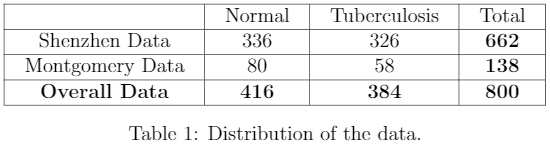 Normal Tuberculosis Total
Shenzhen Data 336 326 662
Montgomery Data 80 58 138
Overall Data 416 384 800
Table 1: Distribution of the data.